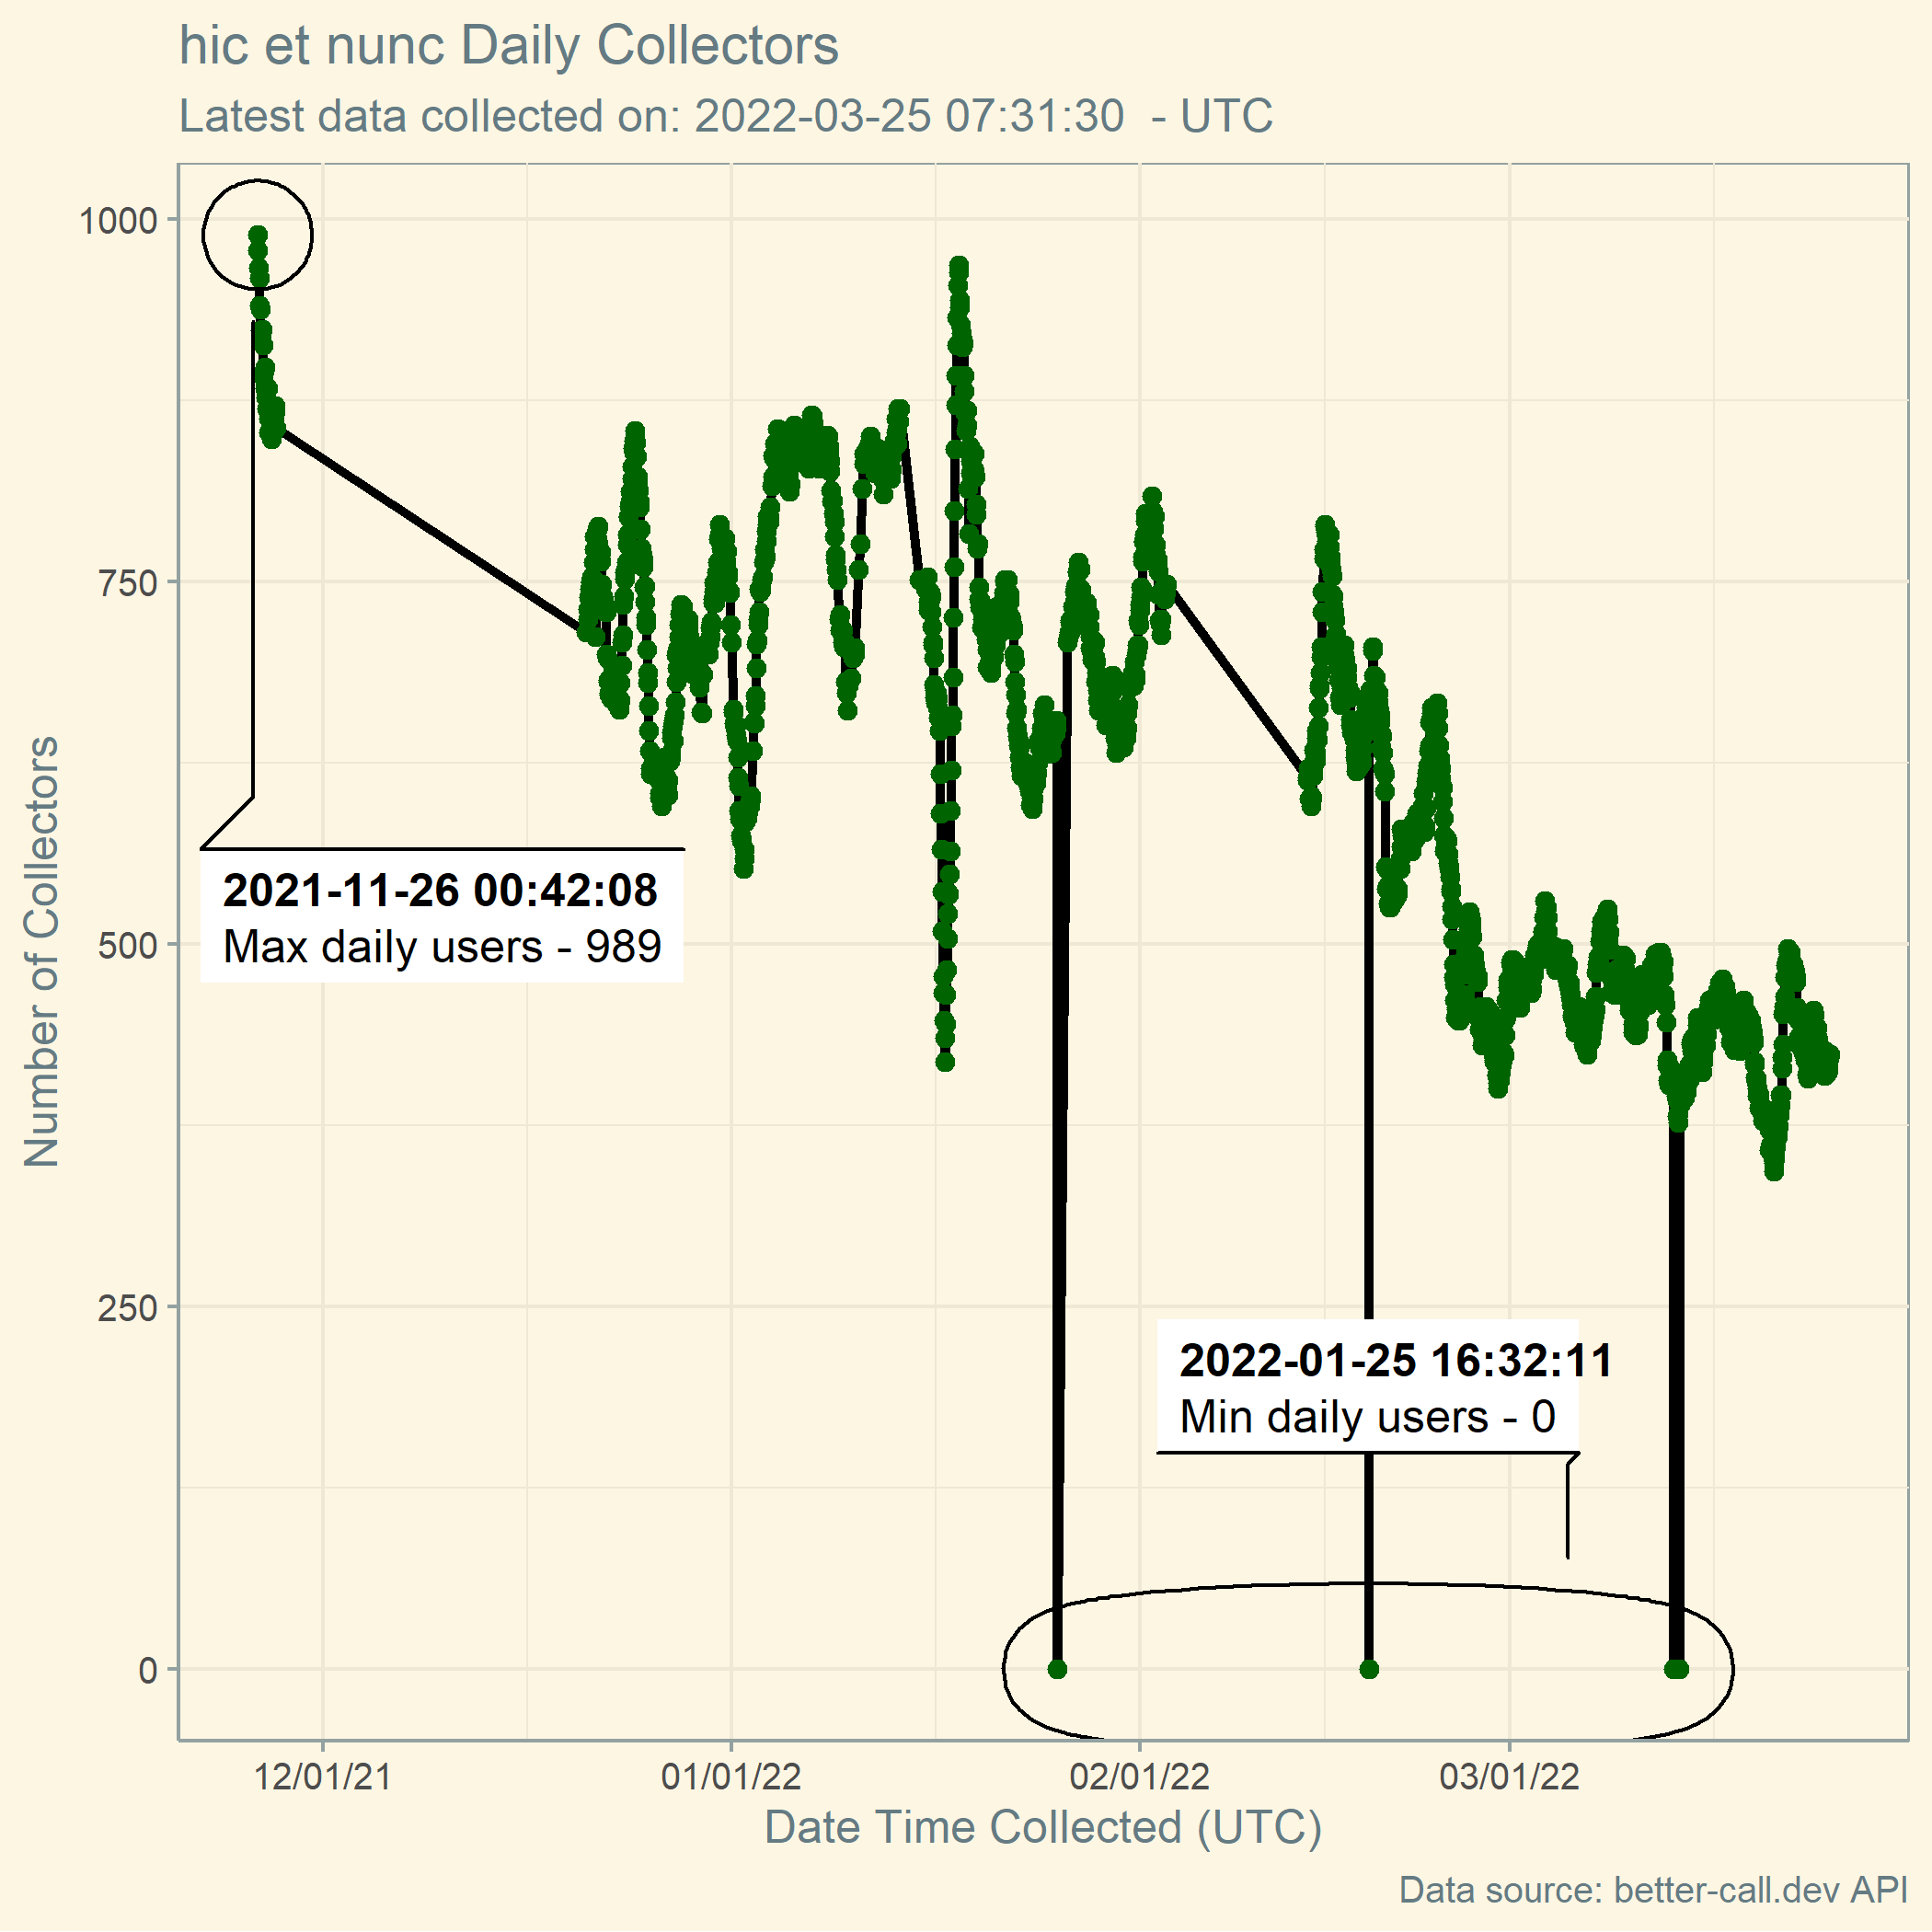 hic et nunc Daily Collectors
Latest data collected on: 2022-03-25 07:31:30  - UTC
Number of Collectors
1000
750
500
250
0
2021-11-26 00:42:08
Max daily users - 989
2022-01-25 16:32:11
Min daily users - 0
12/01/21 01/01/22 02/01/22 03/01/22
Date Time Collected (UTC)
Data source: better-call.dev API